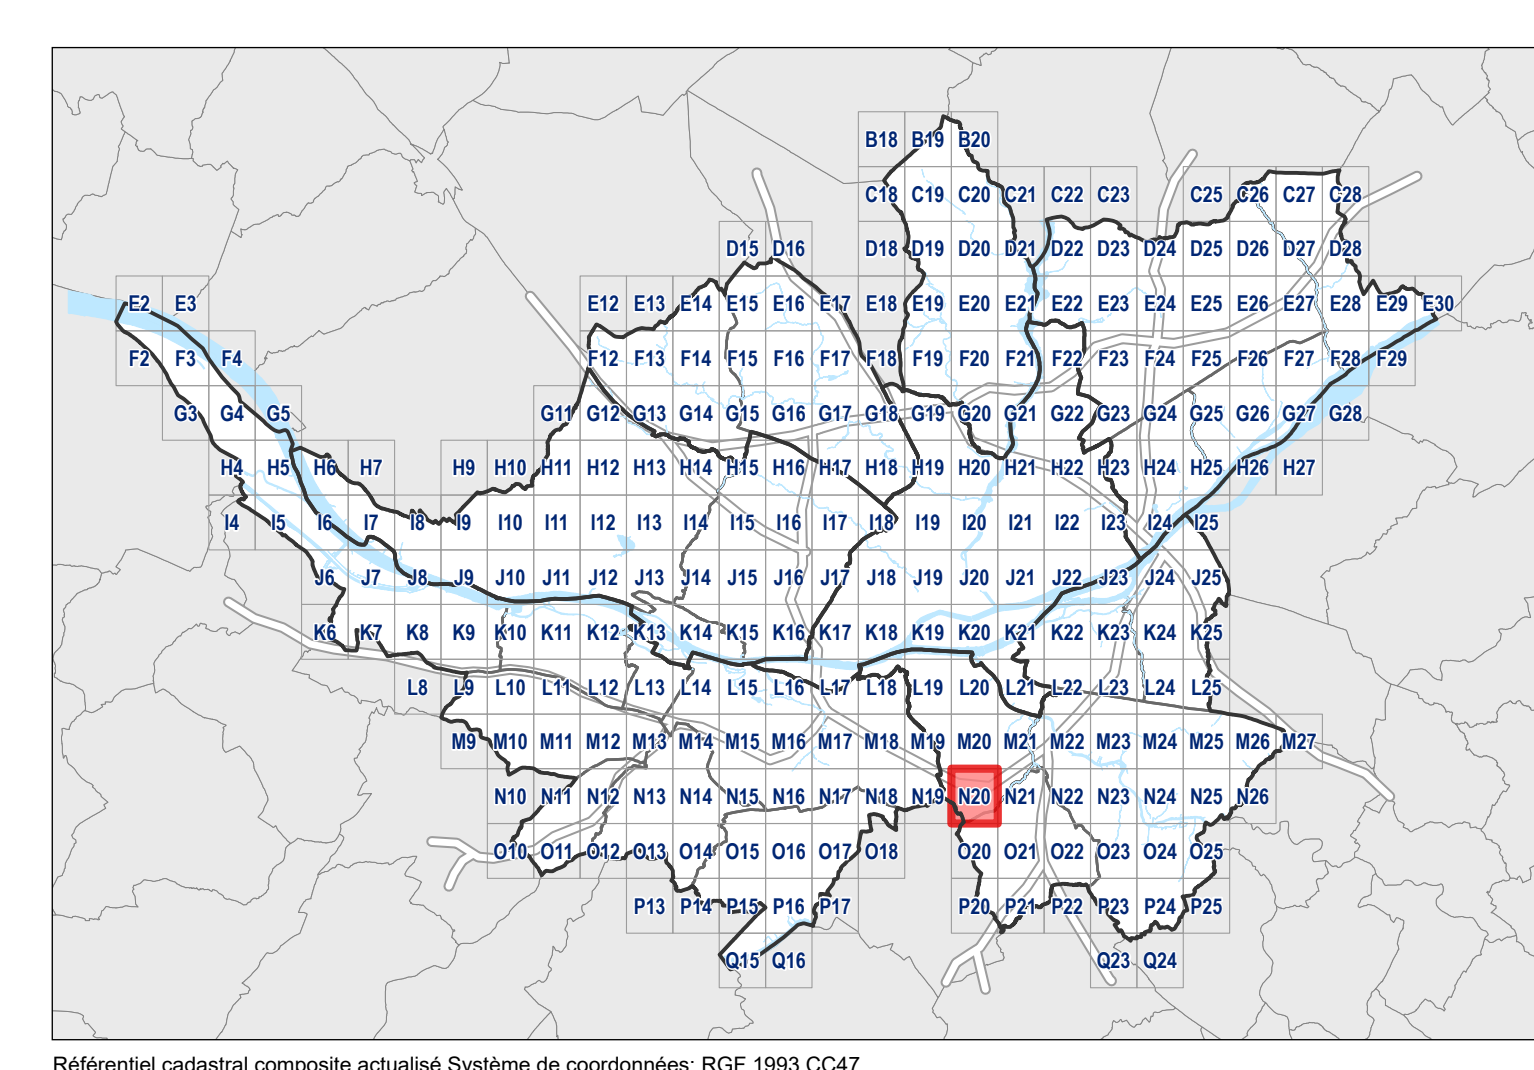 B18 B19 B20
C18 C19 C20 C21 C22 C23 C25 C26 C27 C28
D15 D16 D18 D19 D20 D21 D22 D23 D24 D25 D26 D27 D28
E2 E3 E12 E13 E14 E15 E16 E17 E18 E19 E20 E21 E22 E23 E24 E25 E26 E27 E28 E29 E30
F2 F3 F4 F12 F13 F14 F15 F16 F17 F18 F19 F20 F21 F22 F23 F24 F25 F26 F27 F28 F29
G3 G4 G5 G11 G12 G13 G14 G15 G16 G17 G18 G19 G20 G21 G22 G23 G24 G25 G26 G27 G28
H4 H5 H6 H7 H9 H10 H11 H12 H13 H14 H15 H16 H17 H18 H19 H20 H21 H22 H23 H24 H25 H26 H27
I4 I5 I6 I7 I8 I9 I10 I11 I12 I13 I14 I15 I16 I17 I18 I19 I20 I21 I22 I23 I24 I25
J6 J7 J8 J9 J10 J11 J12 J13 J14 J15 J16 J17 J18 J19 J20 J21 J22 J23 J24 J25
K6 K7 K8 K9 K10 K11 K12 K13 K14 K15 K16 K17 K18 K19 K20 K21 K22 K23 K24 K25
L8 L9 L10 L11 L12 L13 L14 L15 L16 L17 L18 L19 L20 L21 L22 L23 L24 L25
M9 M10 M11 M12 M13 M14 M15 M16 M17 M18 M19 M20 M21 M22 M23 M24 M25 M26 M27
N10 N11 N12 N13 N14 N15 N16 N17 N18 N19 N20 N21 N22 N23 N24 N25 N26
O10 O11 O12 O13 O14 O15 O16 O17 O18 O20 O21 O22 O23 O24 O25
P13 P14 P15 P16 P17 P20 P21 P22 P23 P24 P25
Q15 Q16 Q23 Q24
Référentiel cadastral composite actualisé Système de coordonnées: RGF 1993 CC47